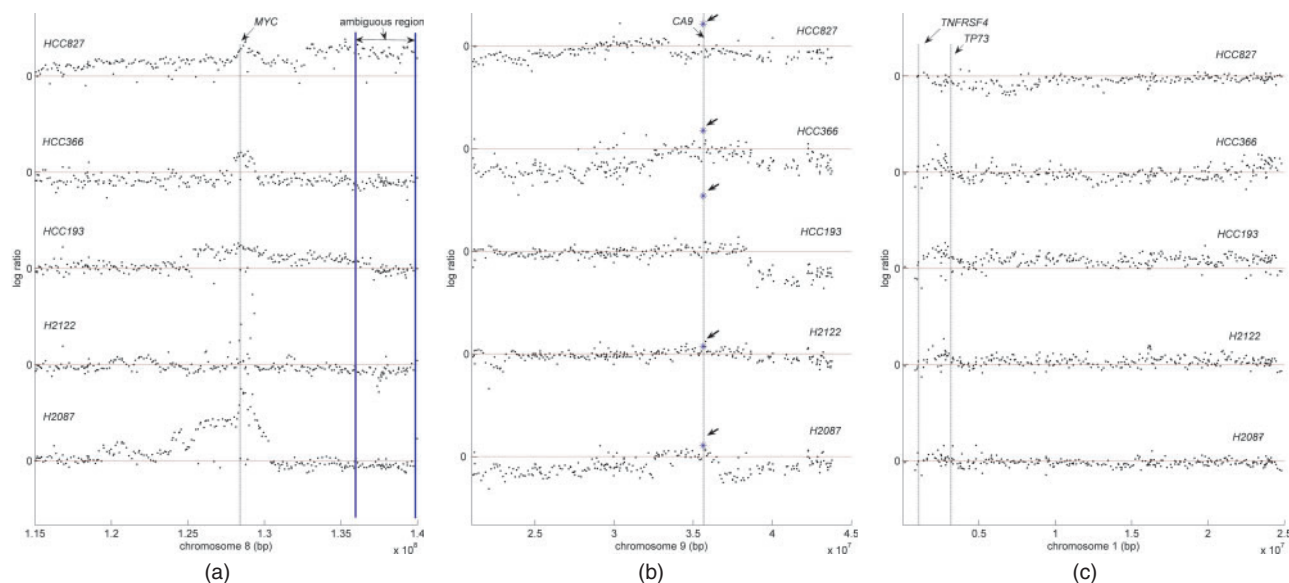 MYC
ambiguous region
HCC827
0
HCC366
0
HCC193
0
H2122
0
H2087
0
log ratio
1.15
1.2
1.25
1.3
1.35
1.4
chromosome 8 (bp)
x 10⁸
(a)
CA9
HCC827
0
HCC366
0
HCC193
0
H2122
0
H2087
0
log ratio
2.5
3
3.5
4
4.5
chromosome 9 (bp)
x 10⁷
(b)
TNFRSF4
TP73
HCC827
0
HCC366
0
HCC193
0
H2122
0
H2087
0
log ratio
0.5
1
1.5
2
2.5
chromosome 1 (bp)
x 10⁷
(c)